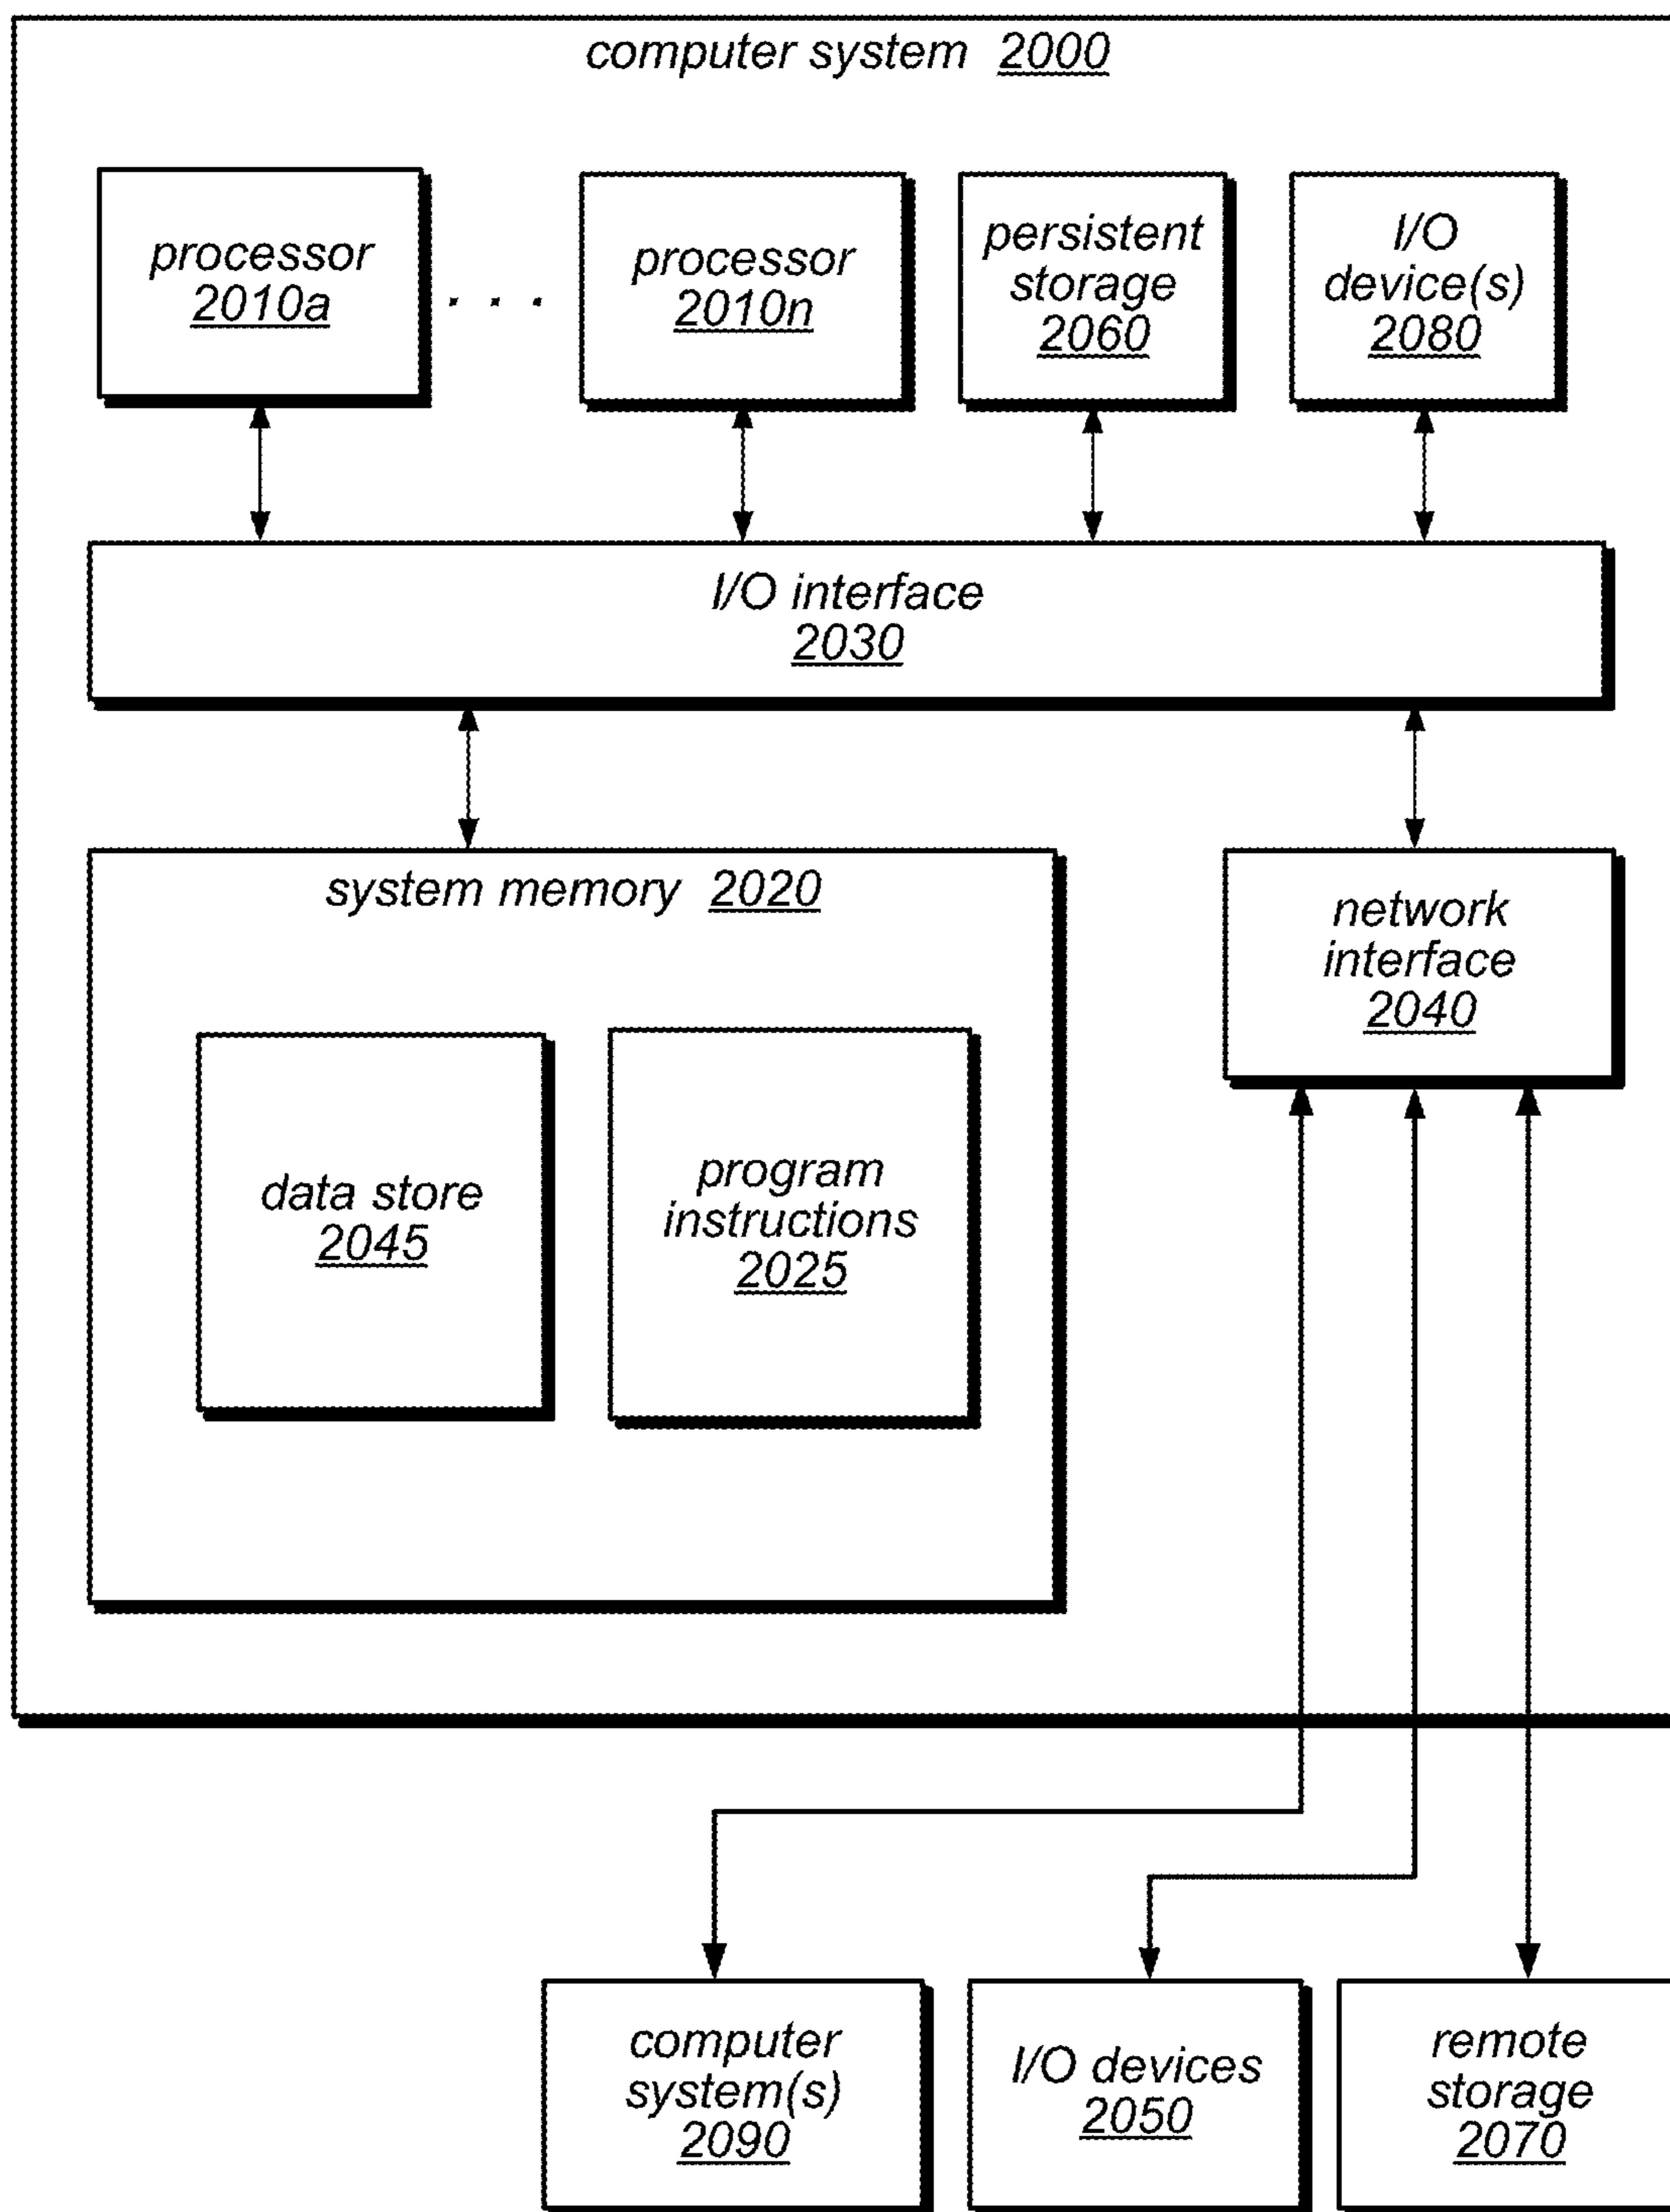 computer system 2000
processor
2010a
. . .
processor
2010n
persistent
storage
2060
I/O
device(s)
2080
I/O interface
2030
system memory 2020
data store
2045
program
instructions
2025
network
interface
2040
computer
system(s)
2090
I/O devices
2050
remote
storage
2070